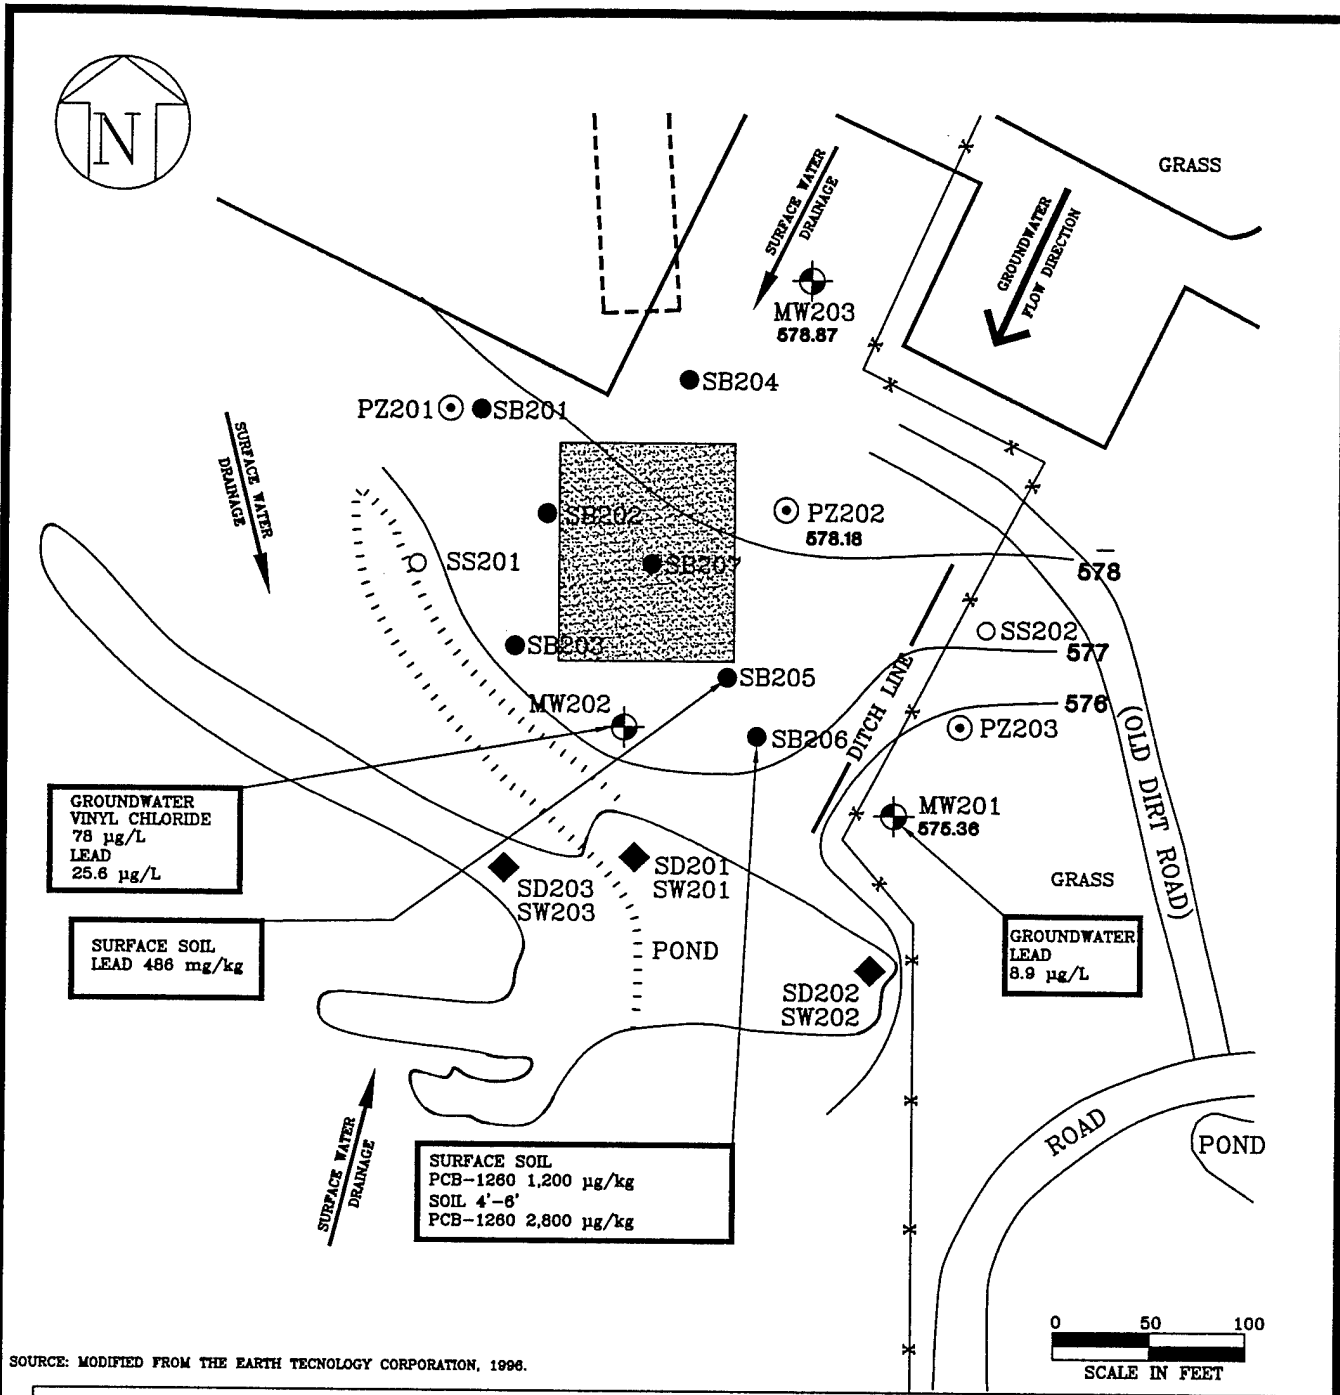 N
GRASS
SURFACE WATER
DRAINAGE
GROUNDWATER
FLOW DIRECTION
MW203
578.87
SB204
PZ201
SB201
SURFACE WATER
DRAINAGE
SB202
PZ202
578.18
SS201
SB207
578
SS202
577
SB203
SB205
MW202
576
SB206
DITCH LINE
PZ203
(OLD DIRT ROAD)
GROUNDWATER
VINYL CHLORIDE
78 µg/L
LEAD
25.6 µg/L
MW201
575.36
SD201
SW201
SD203
SW203
GRASS
SURFACE SOIL
LEAD 486 mg/kg
POND
GROUNDWATER
LEAD
8.9 µg/L
SD202
SW202
SURFACE WATER
DRAINAGE
ROAD
POND
SURFACE SOIL
PCB-1260 1,200 µg/kg
SOIL 4'-6'
PCB-1260 2,800 µg/kg
0 50 100
SCALE IN FEET
SOURCE: MODIFIED FROM THE EARTH TECNOLOGY CORPORATION, 1996.